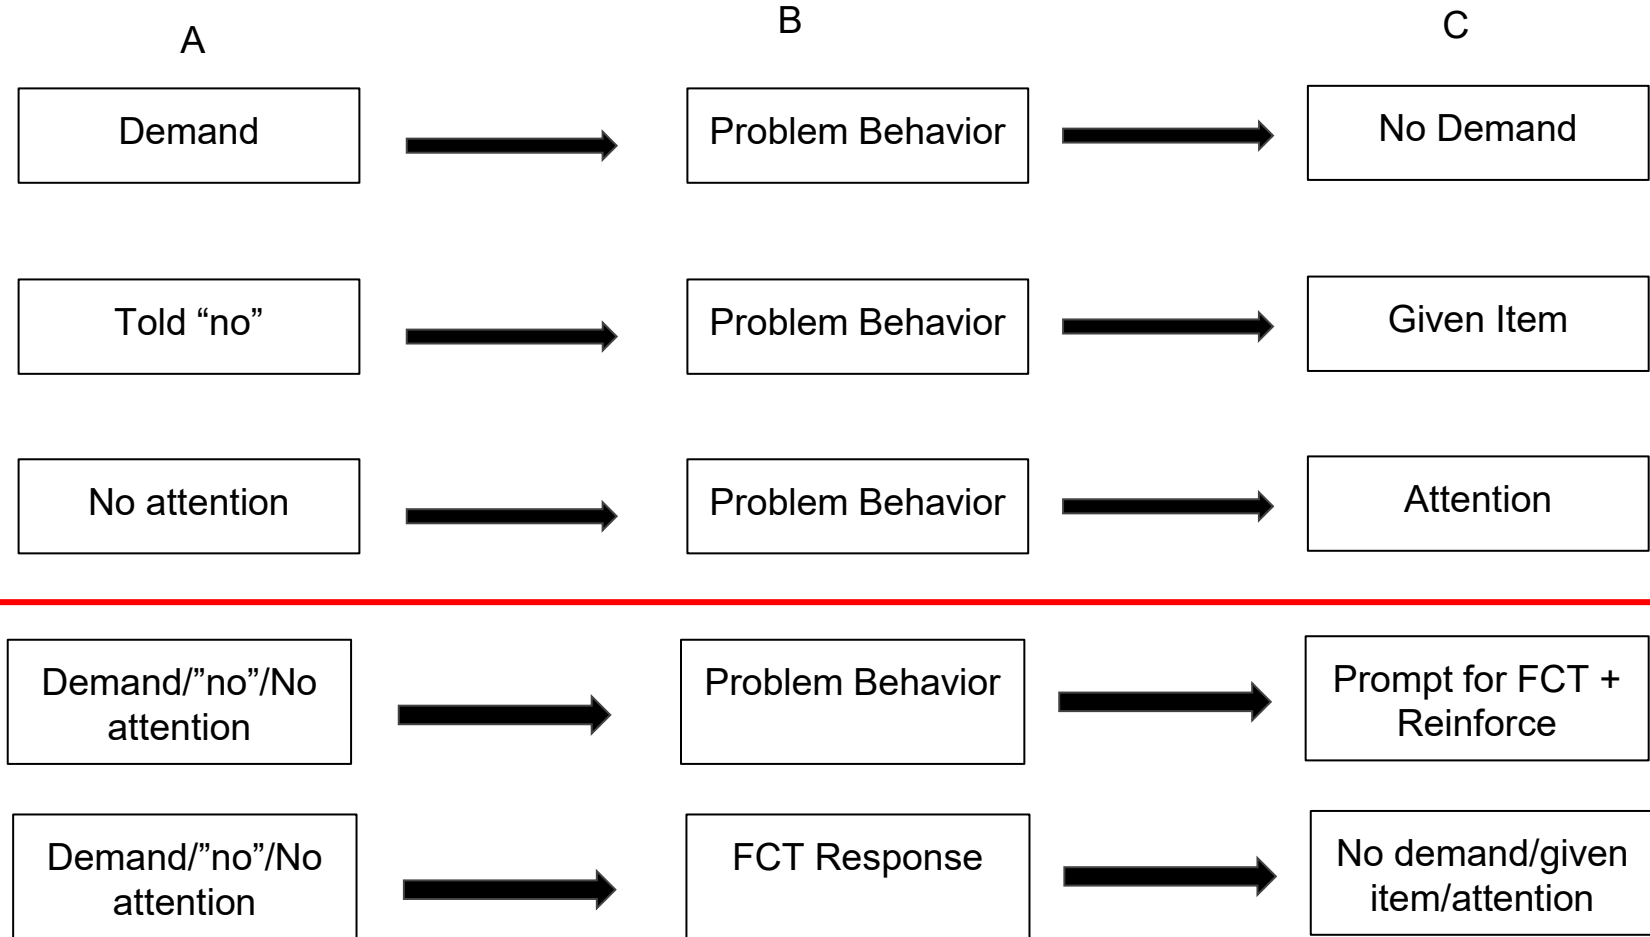 A
B
C
Demand
Problem Behavior
No Demand
Told “no”
Problem Behavior
Given Item
No attention
Problem Behavior
Attention
Demand/”no”/No
attention
Problem Behavior
Prompt for FCT +
Reinforce
Demand/”no”/No
attention
FCT Response
No demand/given
item/attention